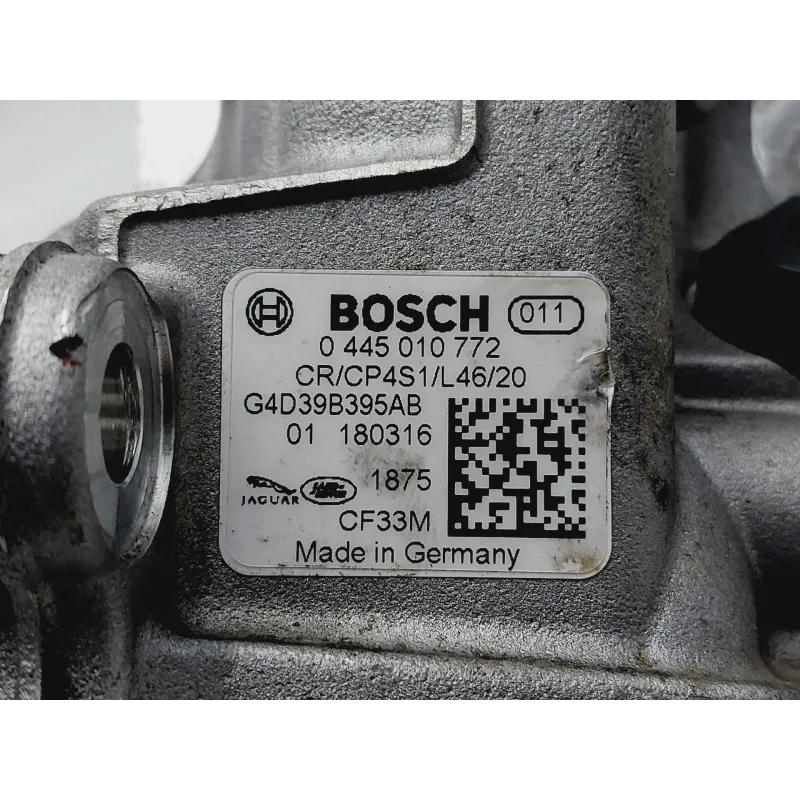 BOSCH 011
0 445 010 772
CR/CP4S1/L46/20
G4D39B395AB
01 180316
1875
JAGUAR
CF33M
Made in Germany